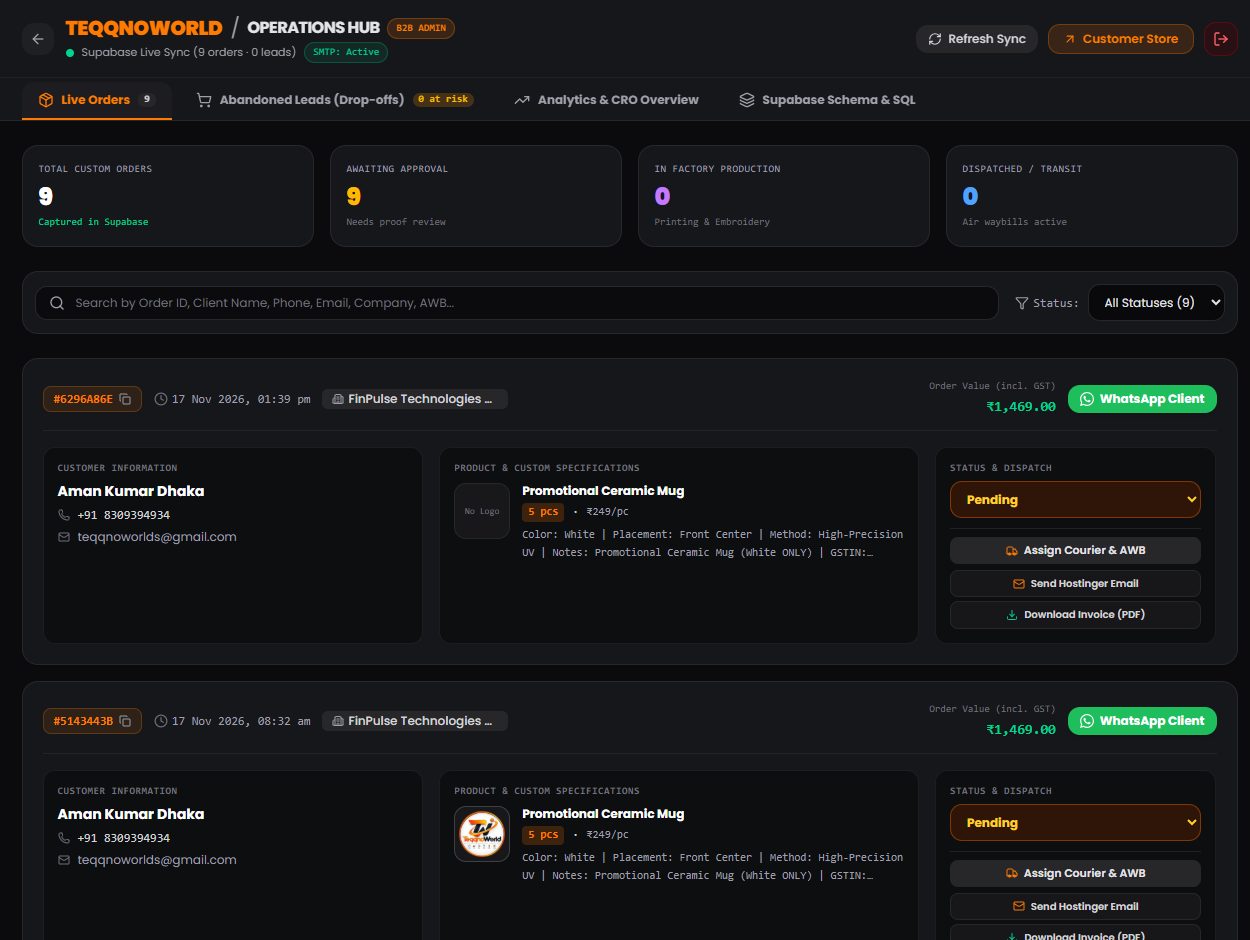 TEQQNOWORLD / OPERATIONS HUB B2B ADMIN
Supabase Live Sync (9 orders · 0 leads) SMTP: Active
Refresh Sync
Customer Store
Live Orders 9
Abandoned Leads (Drop-offs) 0 at risk
Analytics & CRO Overview
Supabase Schema & SQL
TOTAL CUSTOM ORDERS
9
Captured in Supabase
AWAITING APPROVAL
9
Needs proof review
IN FACTORY PRODUCTION
0
Printing & Embroidery
DISPATCHED / TRANSIT
0
Air waybills active
Search by Order ID, Client Name, Phone, Email, Company, AWB...
Status:
All Statuses (9)
#6296A86E
17 Nov 2026, 01:39 pm
FinPulse Technologies …
Order Value (incl. GST)
₹1,469.00
WhatsApp Client
CUSTOMER INFORMATION
Aman Kumar Dhaka
+91 8309394934
teqqnoworlds@gmail.com
PRODUCT & CUSTOM SPECIFICATIONS
No Logo
Promotional Ceramic Mug
5 pcs · ₹249/pc
Color: White | Placement: Front Center | Method: High-Precision
UV | Notes: Promotional Ceramic Mug (White ONLY) | GSTIN:…
STATUS & DISPATCH
Pending
Assign Courier & AWB
Send Hostinger Email
Download Invoice (PDF)
#5143443B
17 Nov 2026, 08:32 am
FinPulse Technologies …
Order Value (incl. GST)
₹1,469.00
WhatsApp Client
CUSTOMER INFORMATION
Aman Kumar Dhaka
+91 8309394934
teqqnoworlds@gmail.com
PRODUCT & CUSTOM SPECIFICATIONS
TeqqnoWorld
Promotional Ceramic Mug
5 pcs · ₹249/pc
Color: White | Placement: Front Center | Method: High-Precision
UV | Notes: Promotional Ceramic Mug (White ONLY) | GSTIN:…
STATUS & DISPATCH
Pending
Assign Courier & AWB
Send Hostinger Email
Download Invoice (PDF)